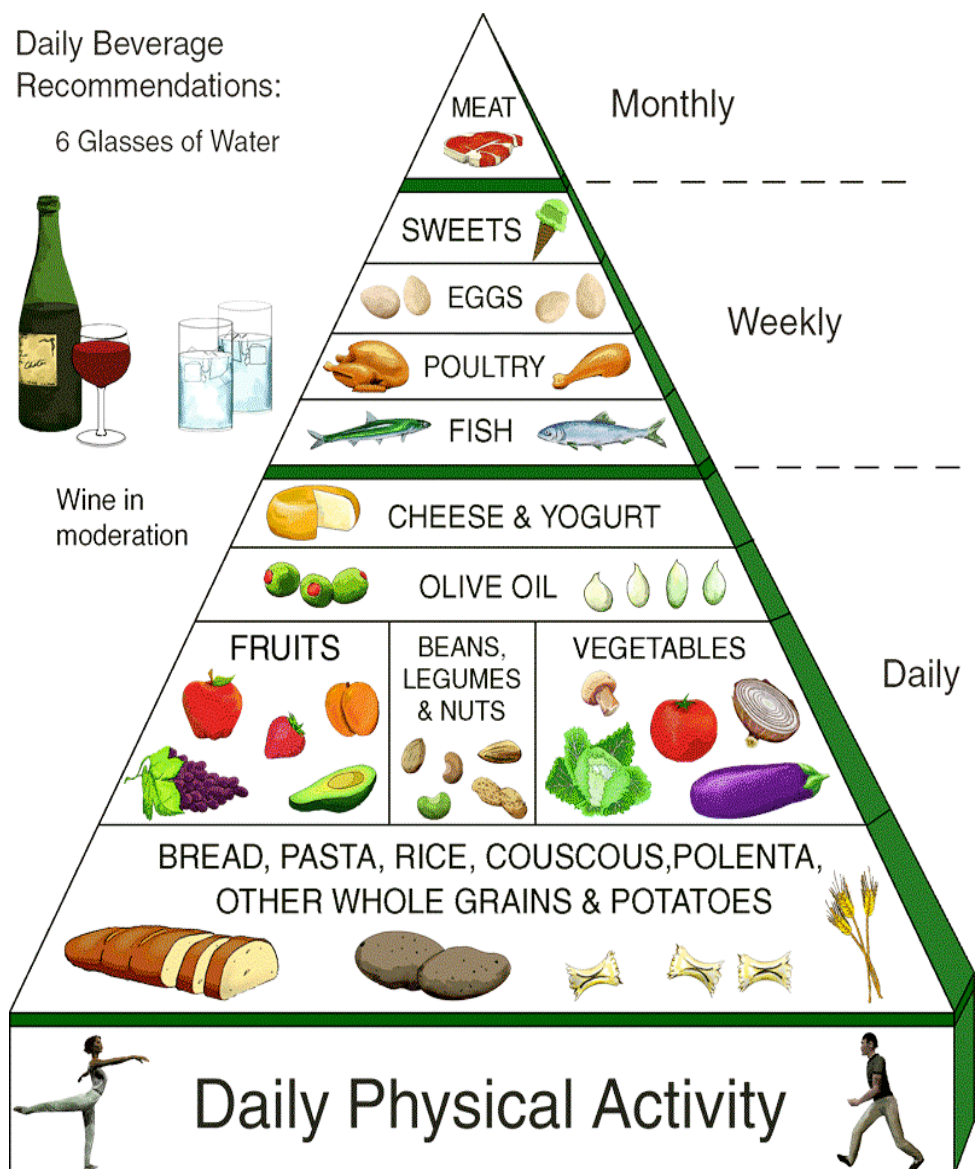 Daily Beverage
Recommendations:
6 Glasses of Water
Wine in
moderation
MEAT
Monthly
SWEETS
EGGS
POULTRY
FISH
Weekly
CHEESE & YOGURT
OLIVE OIL
FRUITS
BEANS,
LEGUMES
& NUTS
VEGETABLES
Daily
BREAD, PASTA, RICE, COUSCOUS,POLENTA,
OTHER WHOLE GRAINS & POTATOES
Daily Physical Activity